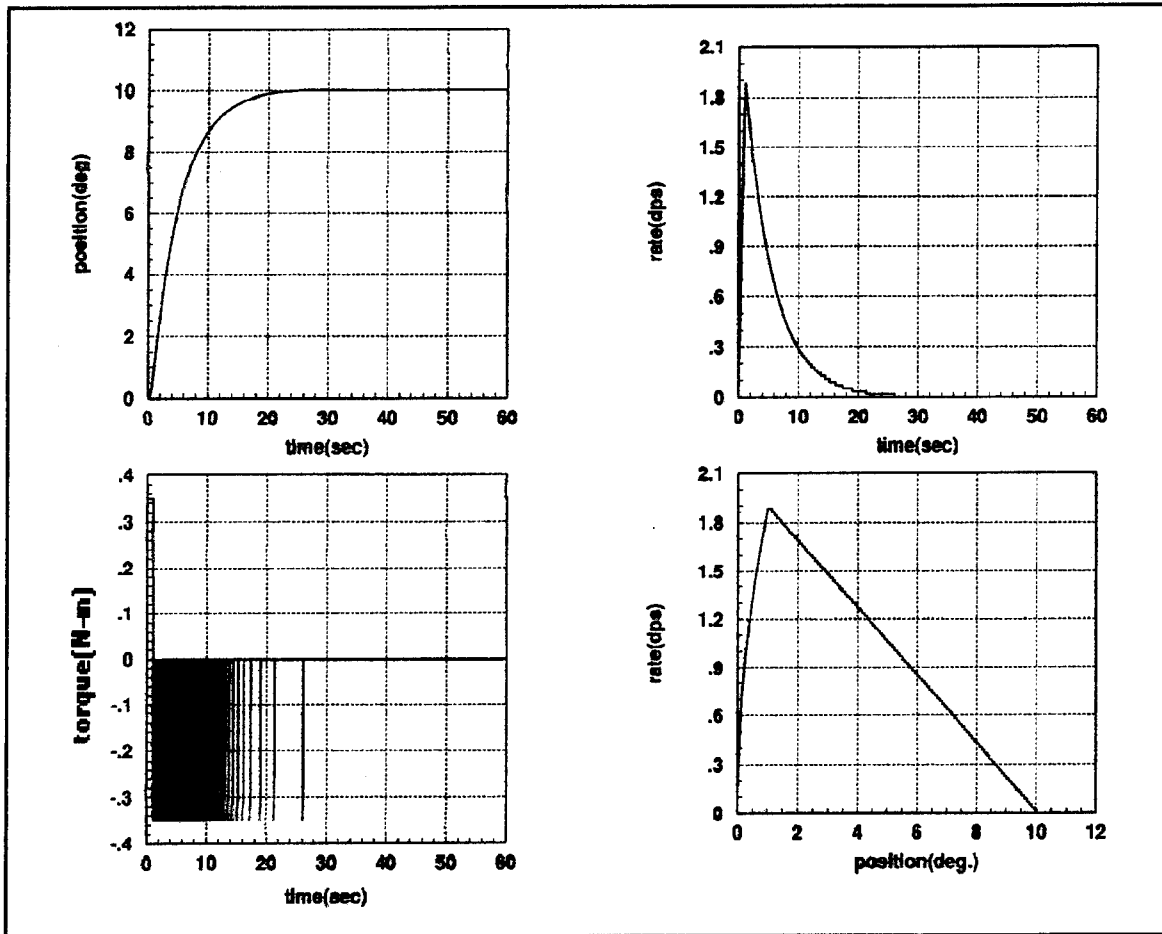 12
10
8
6
4
2
0
position(deg)
0 10 20 30 40 50 60
time(sec)
2.1
1.8
1.5
1.2
.9
.6
.3
0
rate(dps)
0 10 20 30 40 50 60
time(sec)
.4
.3
.2
.1
0
-.1
-.2
-.3
-.4
torque[N-m]
0 10 20 30 40 50 60
time(sec)
2.1
1.8
1.5
1.2
.9
.6
.3
0
rate(dps)
0 2 4 6 8 10 12
position(deg.)